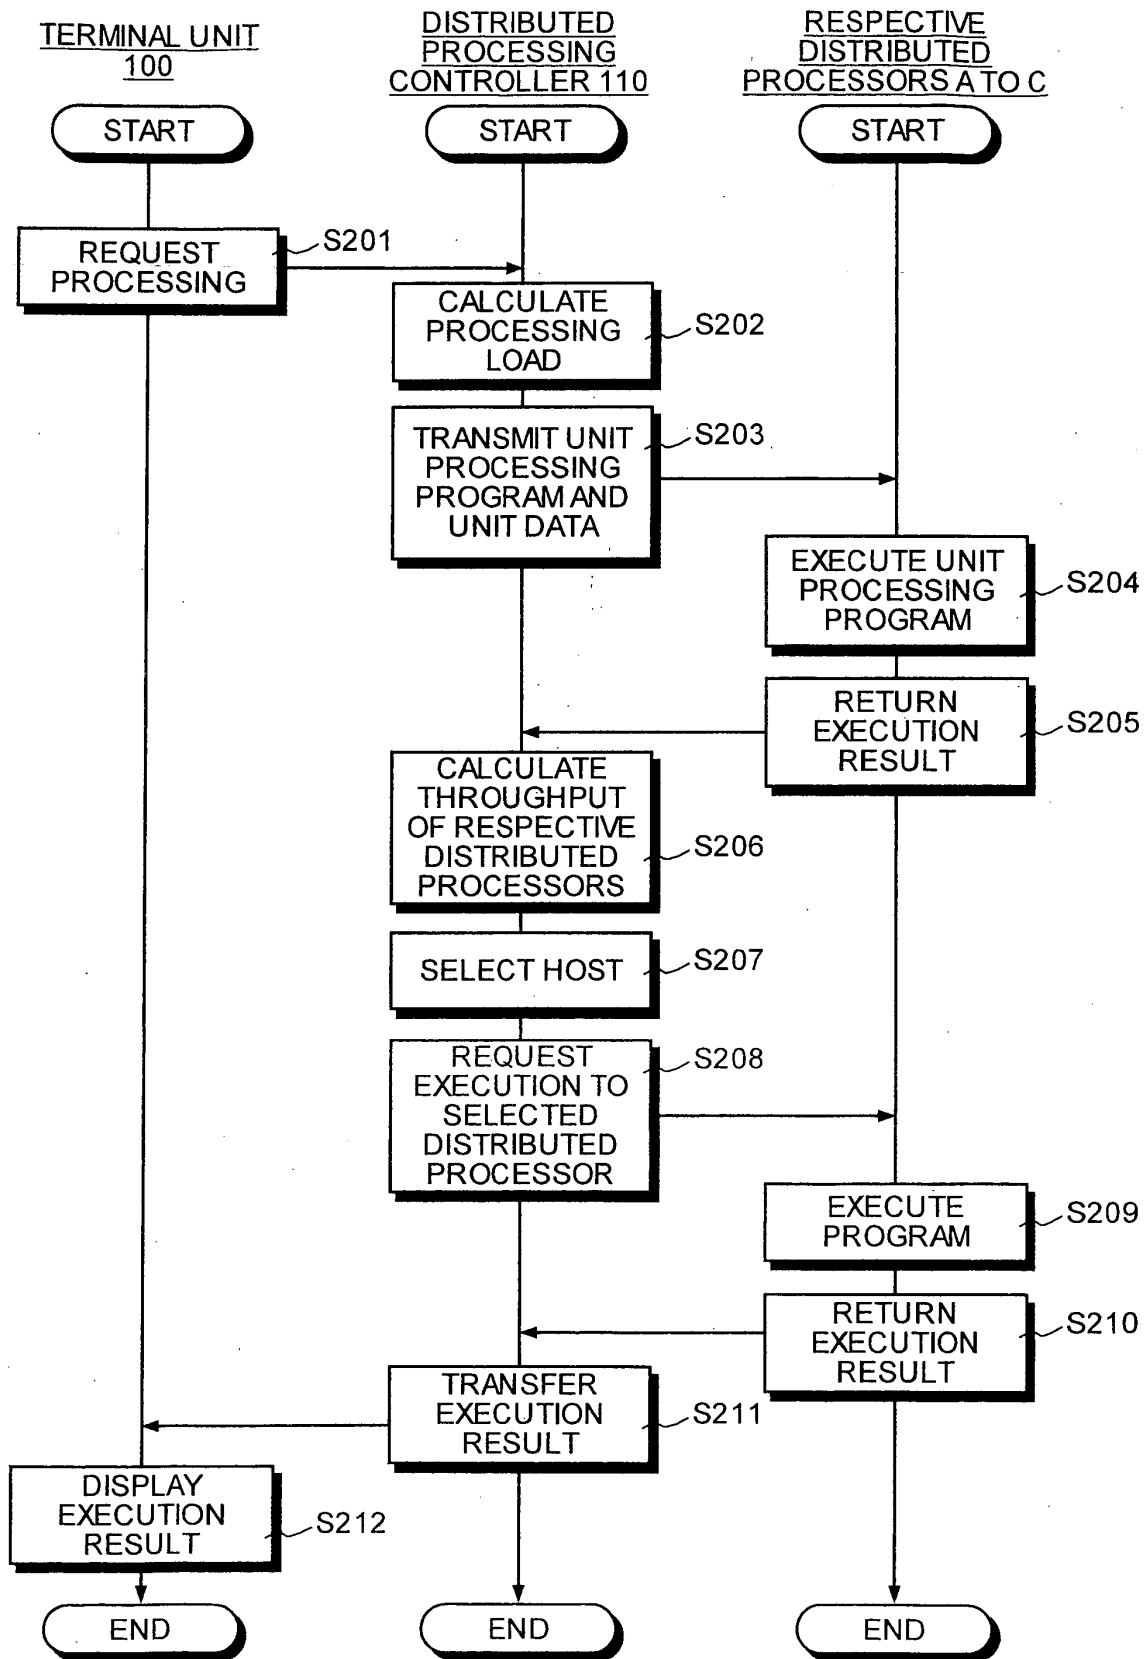 TERMINAL UNIT
100
DISTRIBUTED
PROCESSING
CONTROLLER 110
RESPECTIVE
DISTRIBUTED
PROCESSORS A TO C
START
START
START
REQUEST
PROCESSING
S201
CALCULATE
PROCESSING
LOAD
S202
TRANSMIT UNIT
PROCESSING
PROGRAM AND
UNIT DATA
S203
EXECUTE UNIT
PROCESSING
PROGRAM
S204
RETURN
EXECUTION
RESULT
S205
CALCULATE
THROUGHPUT
OF RESPECTIVE
DISTRIBUTED
PROCESSORS
S206
SELECT HOST
S207
REQUEST
EXECUTION TO
SELECTED
DISTRIBUTED
PROCESSOR
S208
EXECUTE
PROGRAM
S209
RETURN
EXECUTION
RESULT
S210
TRANSFER
EXECUTION
RESULT
S211
DISPLAY
EXECUTION
RESULT
S212
END
END
END